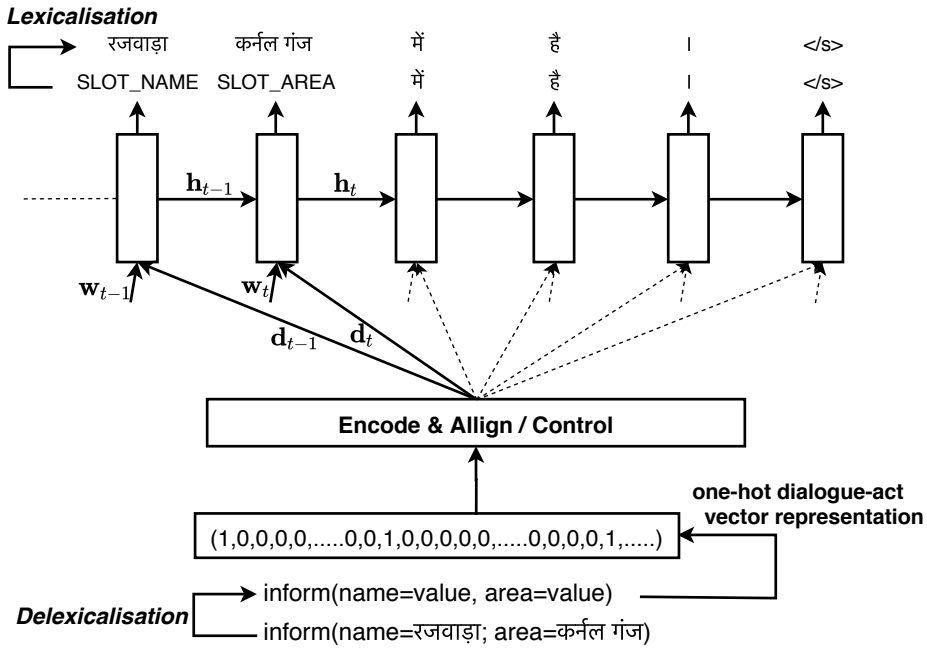 Lexicalisation
रजवाड़ा कर्नल गंज में है । </s>
SLOT_NAME SLOT_AREA में है । </s>
h_{t−1} h_t
w_{t−1} w_t
d_{t−1} d_t
Encode & Allign / Control
one-hot dialogue-act
vector representation
(1,0,0,0,0,.....0,0,1,0,0,0,0,0,.....0,0,0,0,1,.....)
inform(name=value, area=value)
Delexicalisation
inform(name=रजवाड़ा; area=कर्नल गंज)